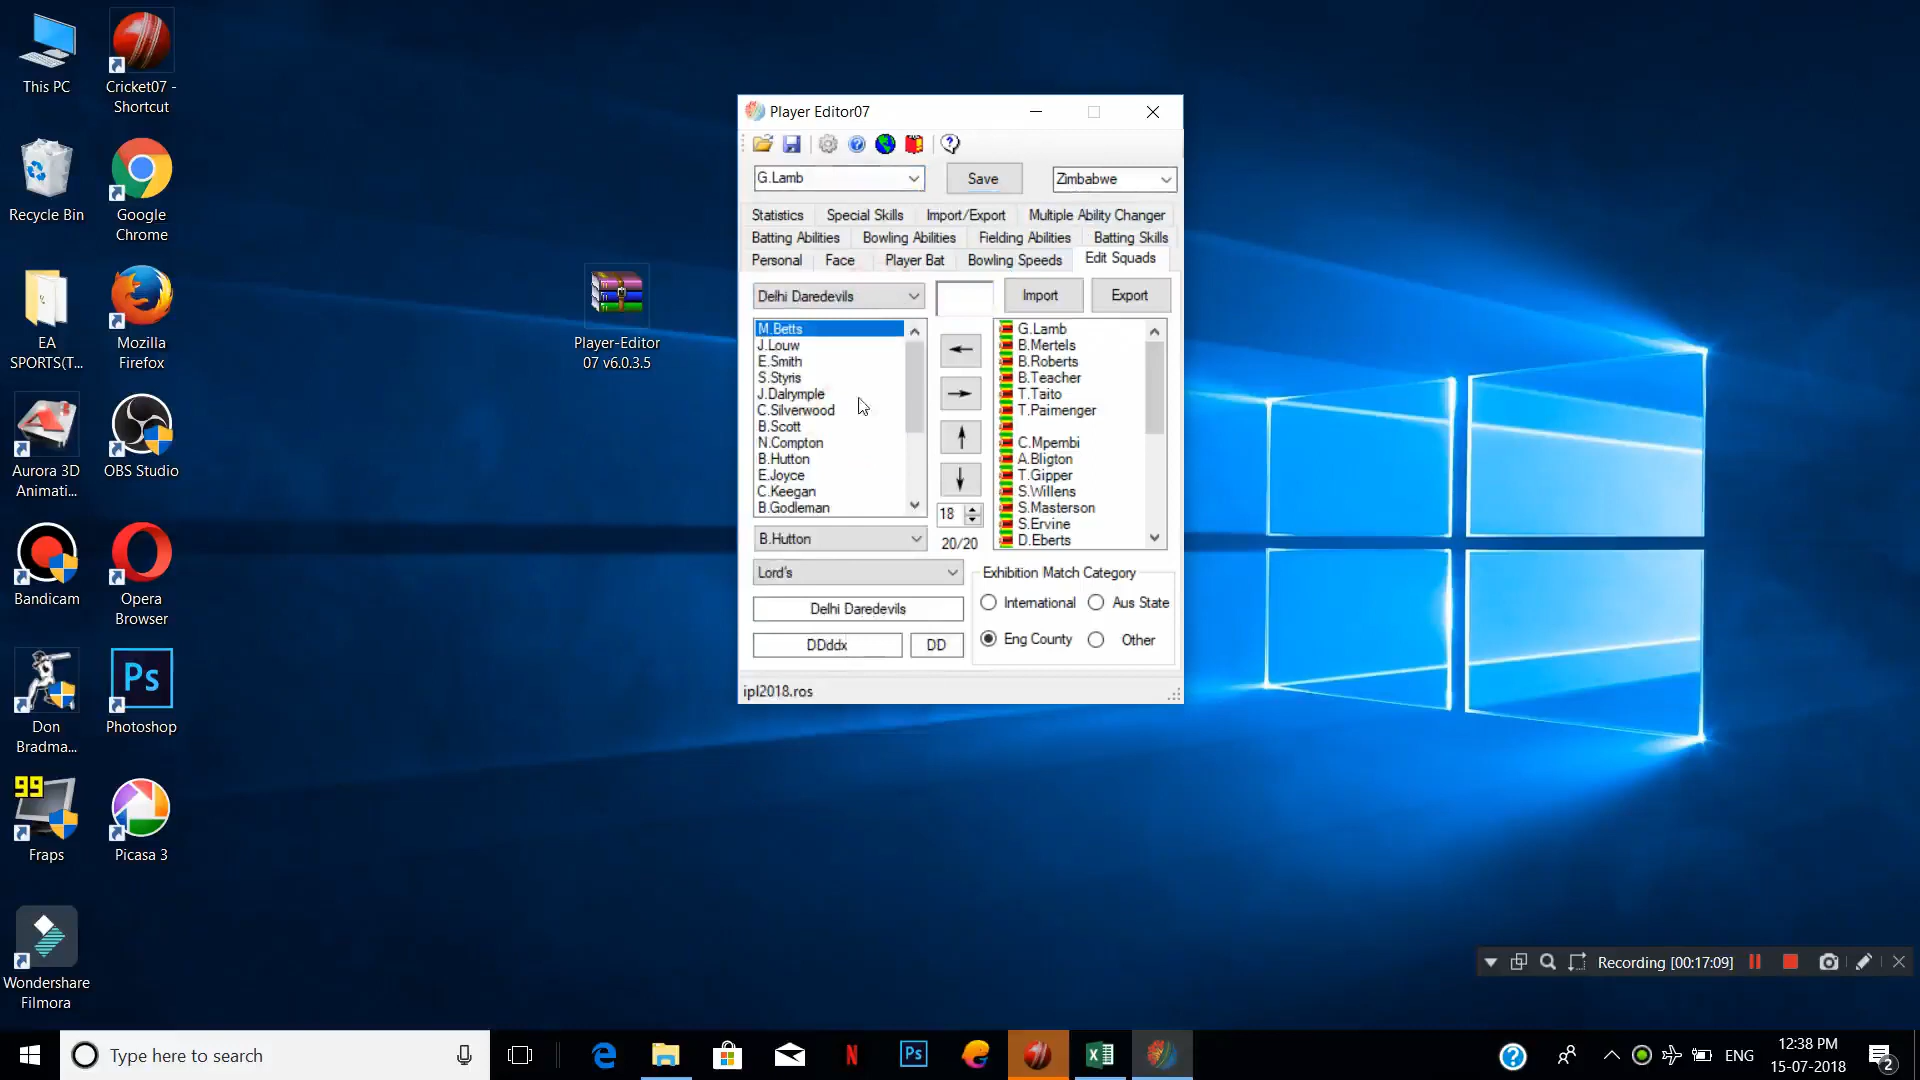 This PC
Cricket07 -
Shortcut
Recycle Bin
Google
Chrome
EA
SPORTS(T...
Mozilla
Firefox
Aurora 3D
Animati...
OBS Studio
Bandicam
Opera
Browser
Don
Bradma...
Ps
Photoshop
99
Fraps
Picasa 3
Wondershare
Filmora
Player-Editor
07 v6.0.3.5
Player Editor07
G.Lamb
Save
Zimbabwe
Statistics
Special Skills
Import/Export
Multiple Ability Changer
Batting Abilities
Bowling Abilities
Fielding Abilities
Batting Skills
Personal
Face
Player Bat
Bowling Speeds
Edit Squads
Delhi Daredevils
Import
Export
M.Betts
J.Louw
E.Smith
S.Styris
J.Dalrymple
C.Silverwood
B.Scott
N.Compton
B.Hutton
E.Joyce
C.Keegan
B.Godleman
18
20/20
G.Lamb
B.Mertels
B.Roberts
B.Teacher
T.Taito
T.Paimenger
C.Mpembi
A.Bligton
T.Gipper
S.Willens
S.Masterson
S.Ervine
D.Eberts
B.Hutton
Lord's
Delhi Daredevils
DDddx
DD
Exhibition Match Category
International
Aus State
Eng County
Other
ipl2018.ros
Recording [00:17:09]
Type here to search
Ps
ENG
12:38 PM
15-07-2018
2